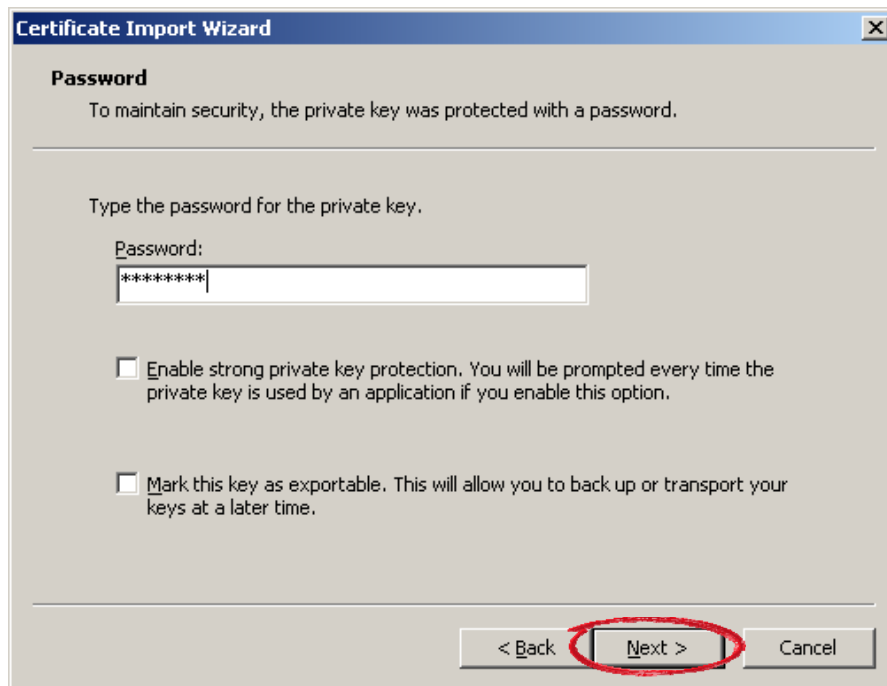 Certificate Import Wizard
Password
To maintain security, the private key was protected with a password.
Type the password for the private key.
Password:
********
Enable strong private key protection. You will be prompted every time the
private key is used by an application if you enable this option.
Mark this key as exportable. This will allow you to back up or transport your
keys at a later time.
< Back Next > Cancel